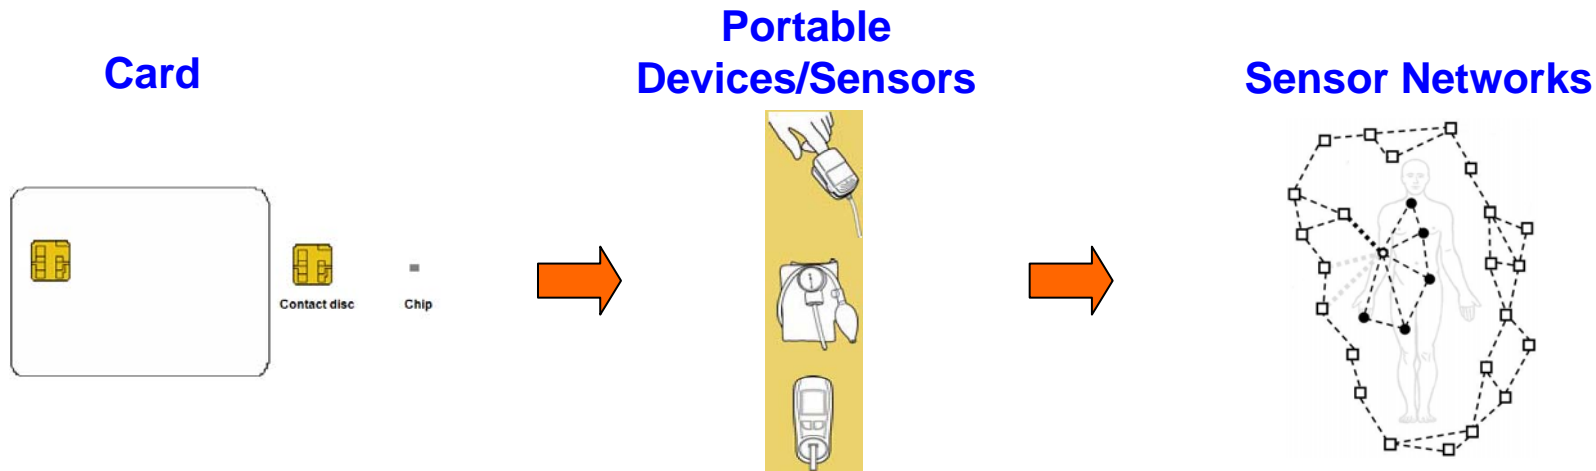 Card
Portable
Devices/Sensors
Sensor Networks
Contact disc
Chip